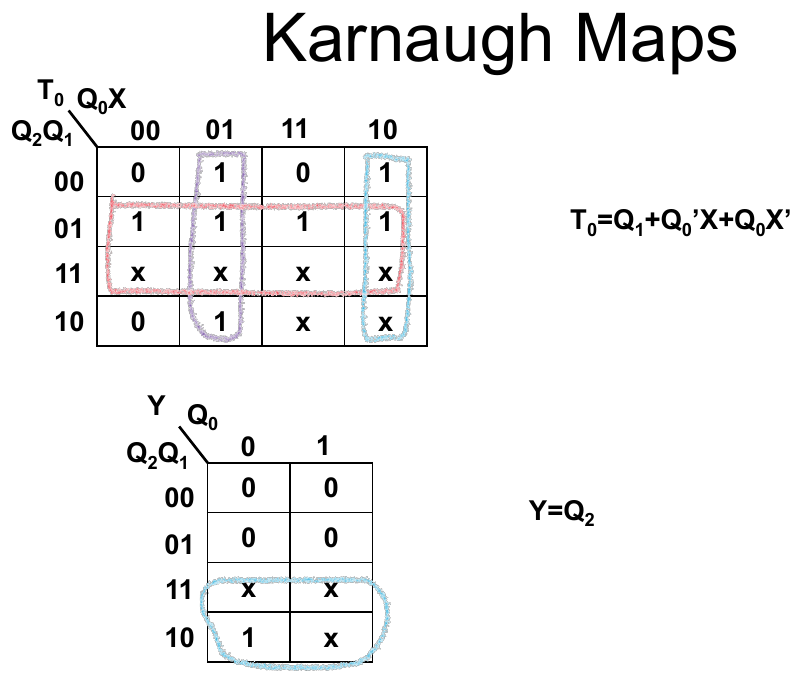 Karnaugh Maps
T₀ Q₀X
Q₂Q₁ 00 01 11 10
00 0 1 0 1
01 1 1 1 1
11 x x x x
10 0 1 x x
T₀=Q₁+Q₀’X+Q₀X’
Y Q₀
Q₂Q₁ 0 1
00 0 0
01 0 0
11 x x
10 1 x
Y=Q₂